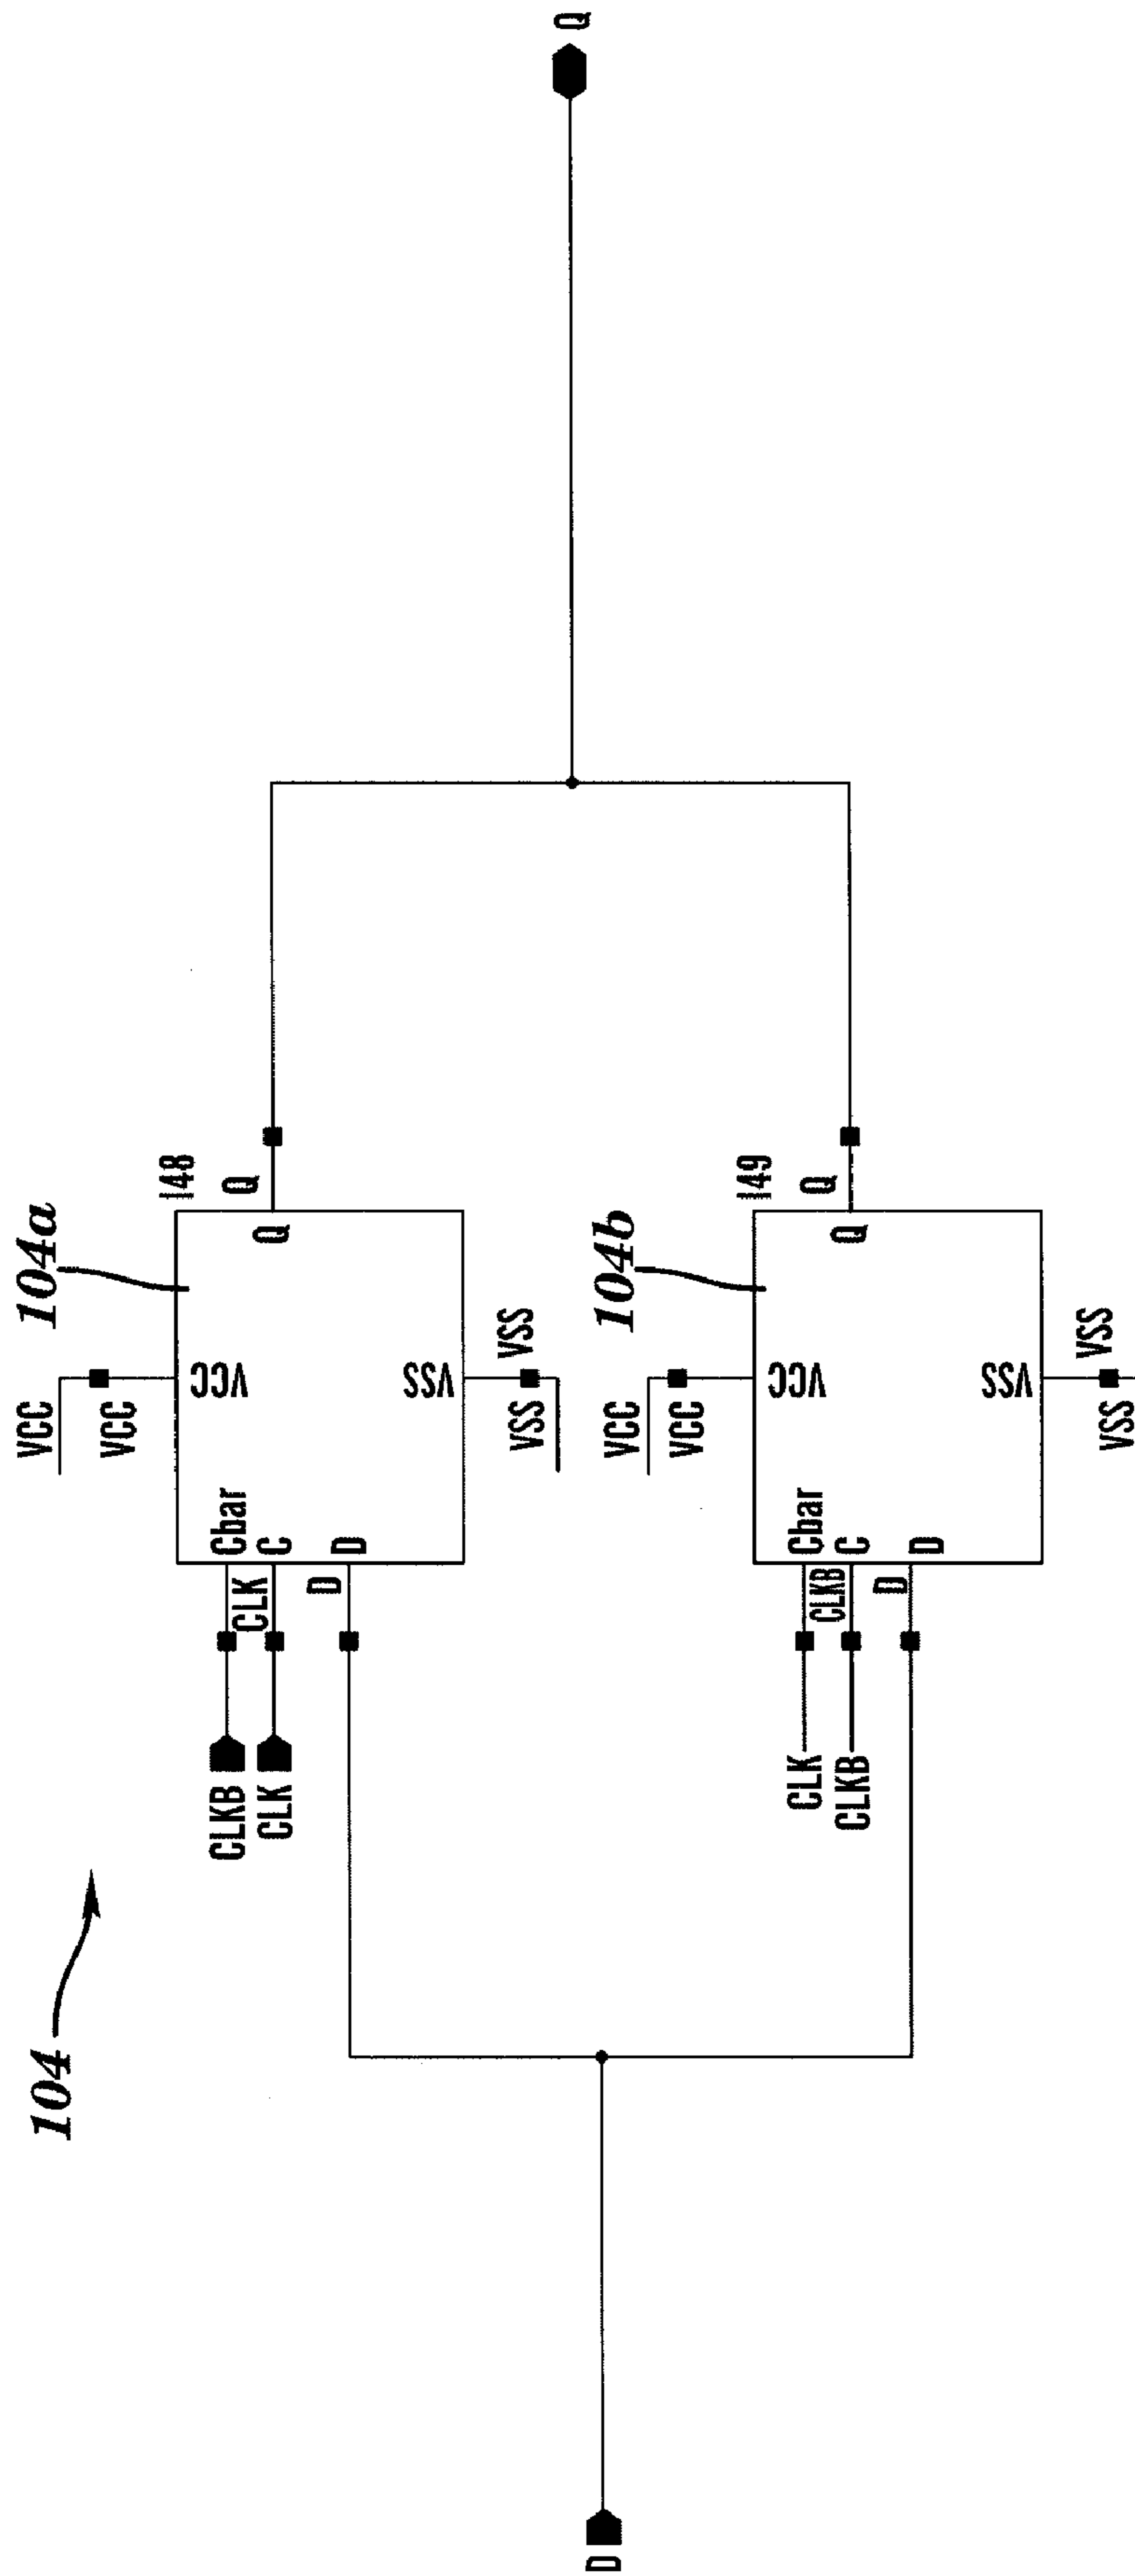 104
104a
VCC
VCC
I48
CLKB
Cbar
VCC
Q
Q
CLK
CLK
C
D
D
VSS
VSS
VSS
D
Q
104b
VCC
VCC
I49
CLK
Cbar
VCC
Q
Q
CLKB
CLKB
C
D
D
VSS
VSS
VSS